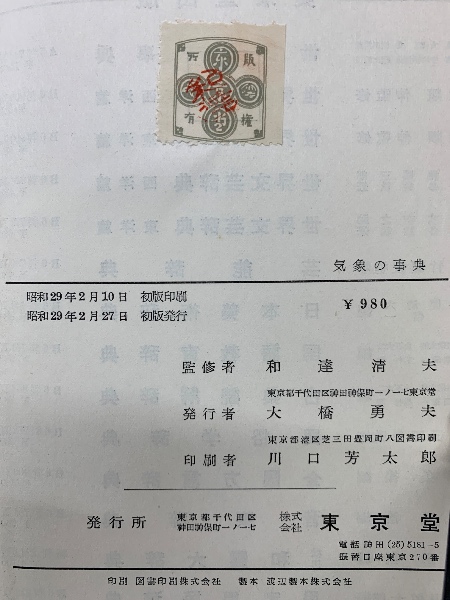 版権所有
東京堂
気象の事典
昭和29年2月10日 初版印刷
昭和29年2月27日 初版発行
¥980
監修者 和達清夫
東京都千代田区神田神保町一ノ一七東京堂
発行者 大橋勇夫
東京都港区芝三田豊岡町八図書印刷
印刷者 川口芳太郎
発行所 東京都千代田区神田神保町一ノ一七 株式会社 東京堂
電話神田(25)5181-5
振替口座東京270番
印刷 図書印刷株式会社 製本 渡辺製本株式会社